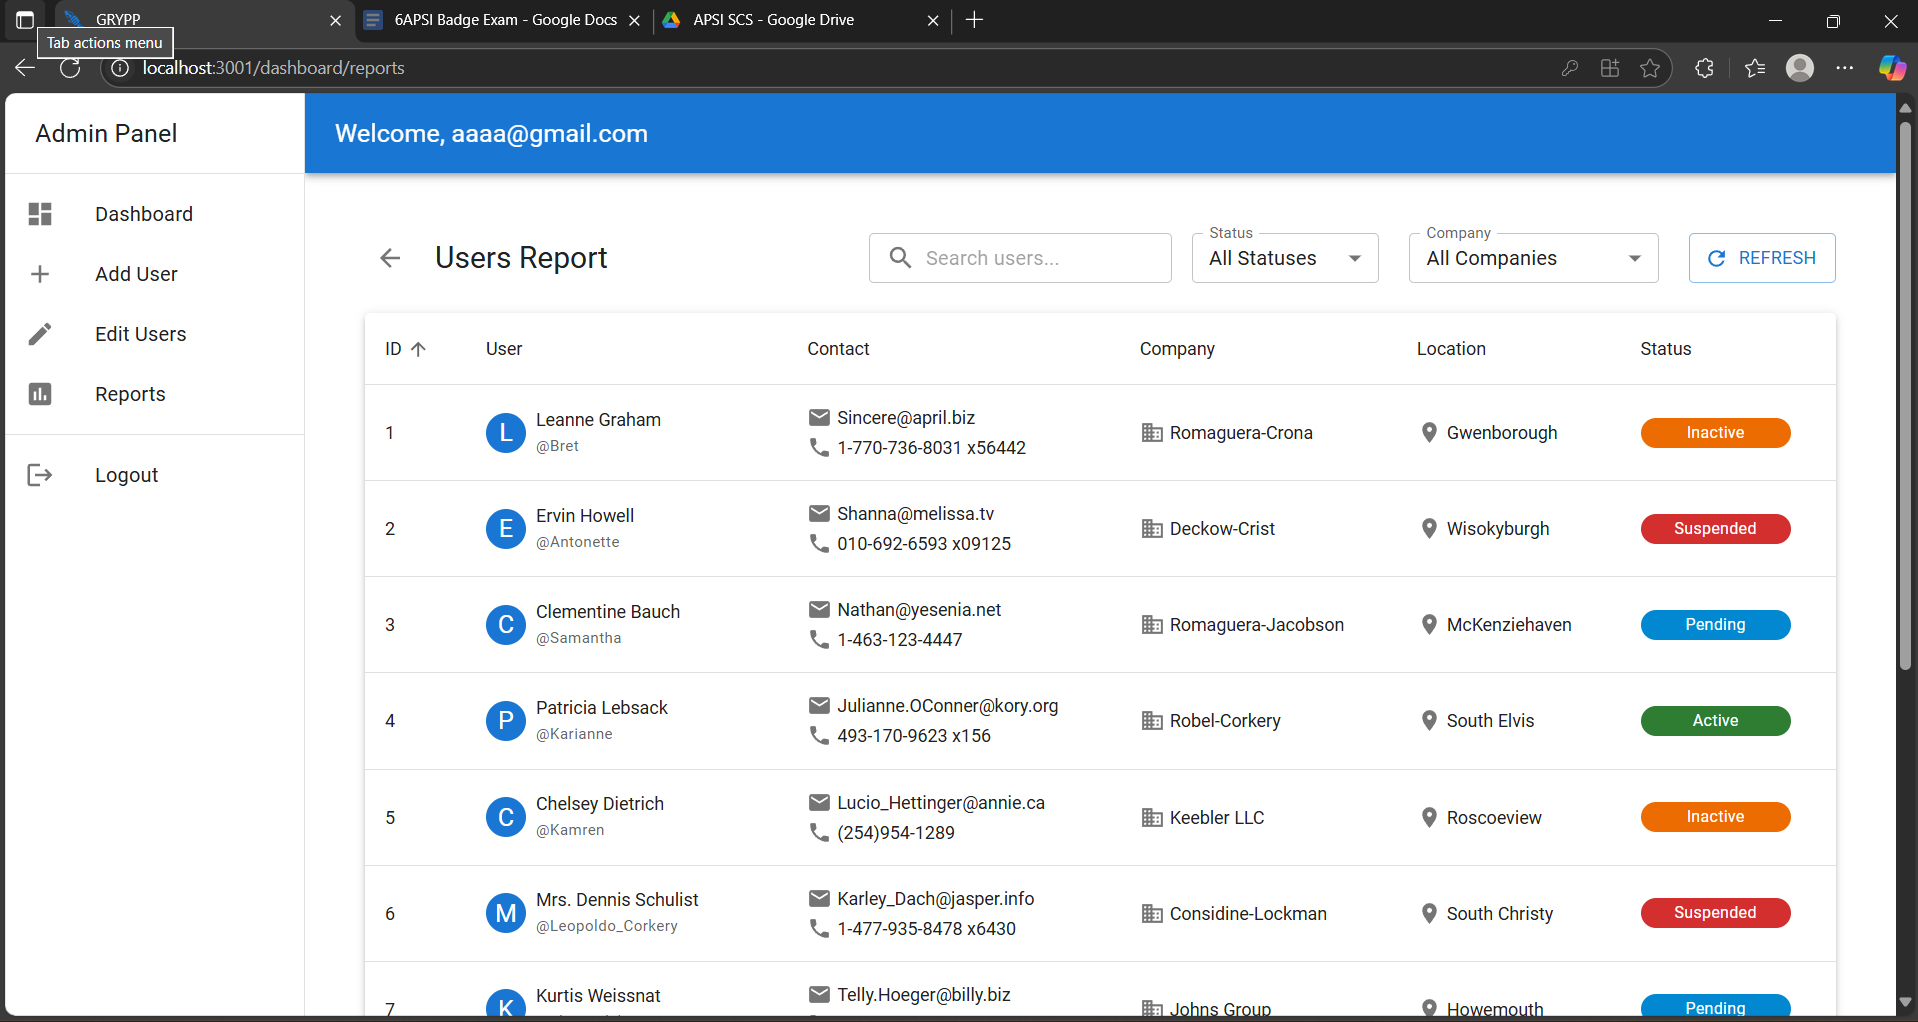 GRYPP
6APSI Badge Exam - Google Docs
APSI SCS - Google Drive
Tab actions menu
localhost:3001/dashboard/reports
Admin Panel
Welcome, aaaa@gmail.com
Dashboard
Add User
Edit Users
Reports
Logout
Users Report
Search users...
Status
All Statuses
Company
All Companies
REFRESH
ID User Contact Company Location Status
1 L Leanne Graham @Bret Sincere@april.biz 1-770-736-8031 x56442 Romaguera-Crona Gwenborough Inactive
2 E Ervin Howell @Antonette Shanna@melissa.tv 010-692-6593 x09125 Deckow-Crist Wisokyburgh Suspended
3 C Clementine Bauch @Samantha Nathan@yesenia.net 1-463-123-4447 Romaguera-Jacobson McKenziehaven Pending
4 P Patricia Lebsack @Karianne Julianne.OConner@kory.org 493-170-9623 x156 Robel-Corkery South Elvis Active
5 C Chelsey Dietrich @Kamren Lucio_Hettinger@annie.ca (254)954-1289 Keebler LLC Roscoeview Inactive
6 M Mrs. Dennis Schulist @Leopoldo_Corkery Karley_Dach@jasper.info 1-477-935-8478 x6430 Considine-Lockman South Christy Suspended
7 K Kurtis Weissnat Telly.Hoeger@billy.biz Johns Group Howemouth Pending